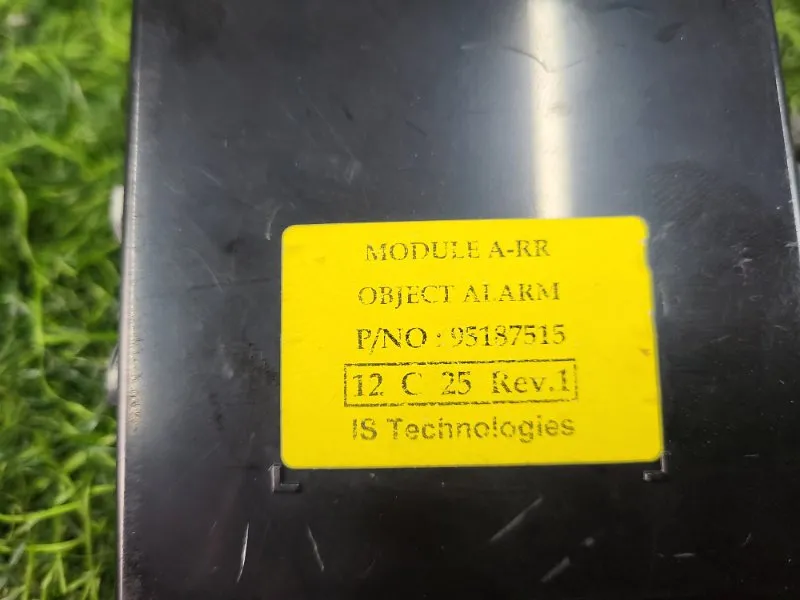 MODULE A-RR
OBJECT ALARM
P/NO : 95187515
12 C 25 Rev.1
IS Technologies